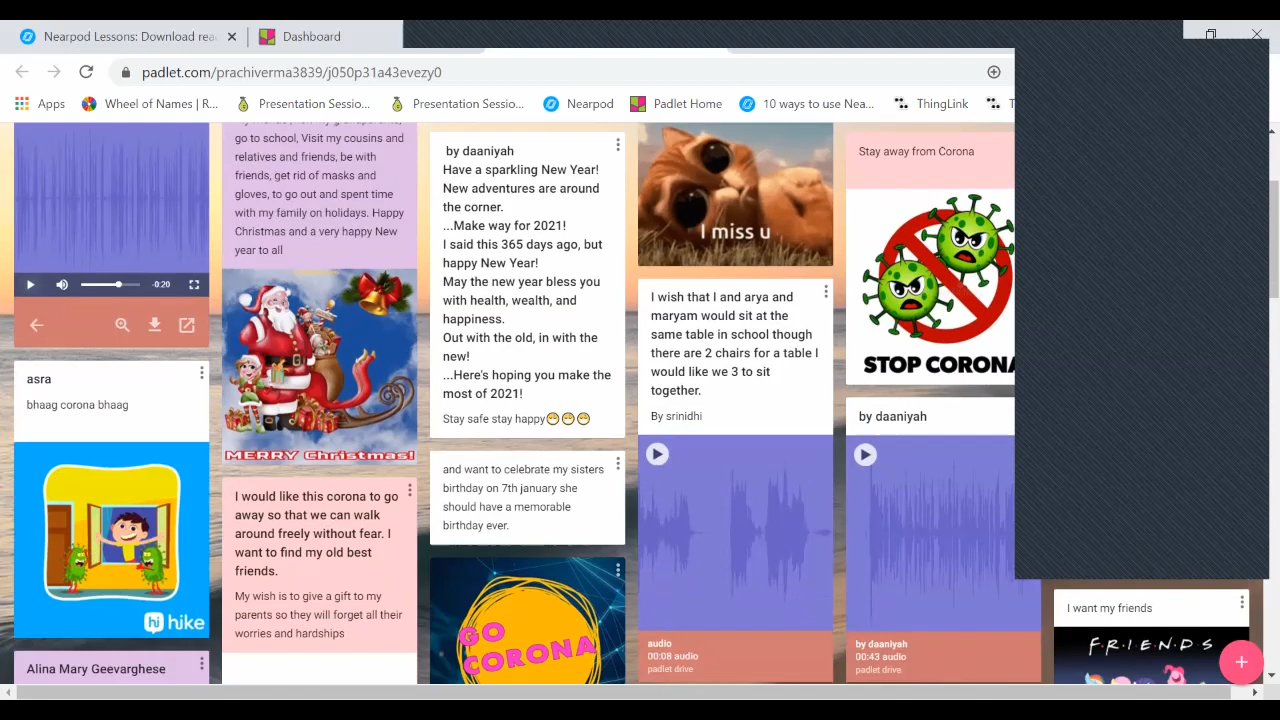 Nearpod Lessons: Download rea
Dashboard
padlet.com/prachiverma3839/j050p31a43evezy0
Apps
Wheel of Names | R...
Presentation Sessio...
Presentation Sessio...
Nearpod
Padlet Home
10 ways to use Nea...
ThingLink
T
-0.20
asra
bhaag corona bhaag
hi hike
Alina Mary Geevarghese
go to school, Visit my cousins and
relatives and friends, be with
friends, get rid of masks and
gloves, to go out and spent time
with my family on holidays. Happy
Christmas and a very happy New
year to all
MERRY Christmas!
I would like this corona to go
away so that we can walk
around freely without fear. I
want to find my old best
friends.
My wish is to give a gift to my
parents so they will forget all their
worries and hardships
by daaniyah
Have a sparkling New Year!
New adventures are around
the corner.
...Make way for 2021!
I said this 365 days ago, but
happy New Year!
May the new year bless you
with health, wealth, and
happiness.
Out with the old, in with the
new!
...Here's hoping you make the
most of 2021!
Stay safe stay happy😁😁😁
and want to celebrate my sisters
birthday on 7th january she
should have a memorable
birthday ever.
GO
CORONA
I miss u
I wish that I and arya and
maryam would sit at the
same table in school though
there are 2 chairs for a table I
would like we 3 to sit
together.
By srinidhi
audio
00:08 audio
padlet drive
Stay away from Corona
STOP CORONA
by daaniyah
by daaniyah
00:43 audio
padlet drive
I want my friends
F·R·I·E·N·D·S